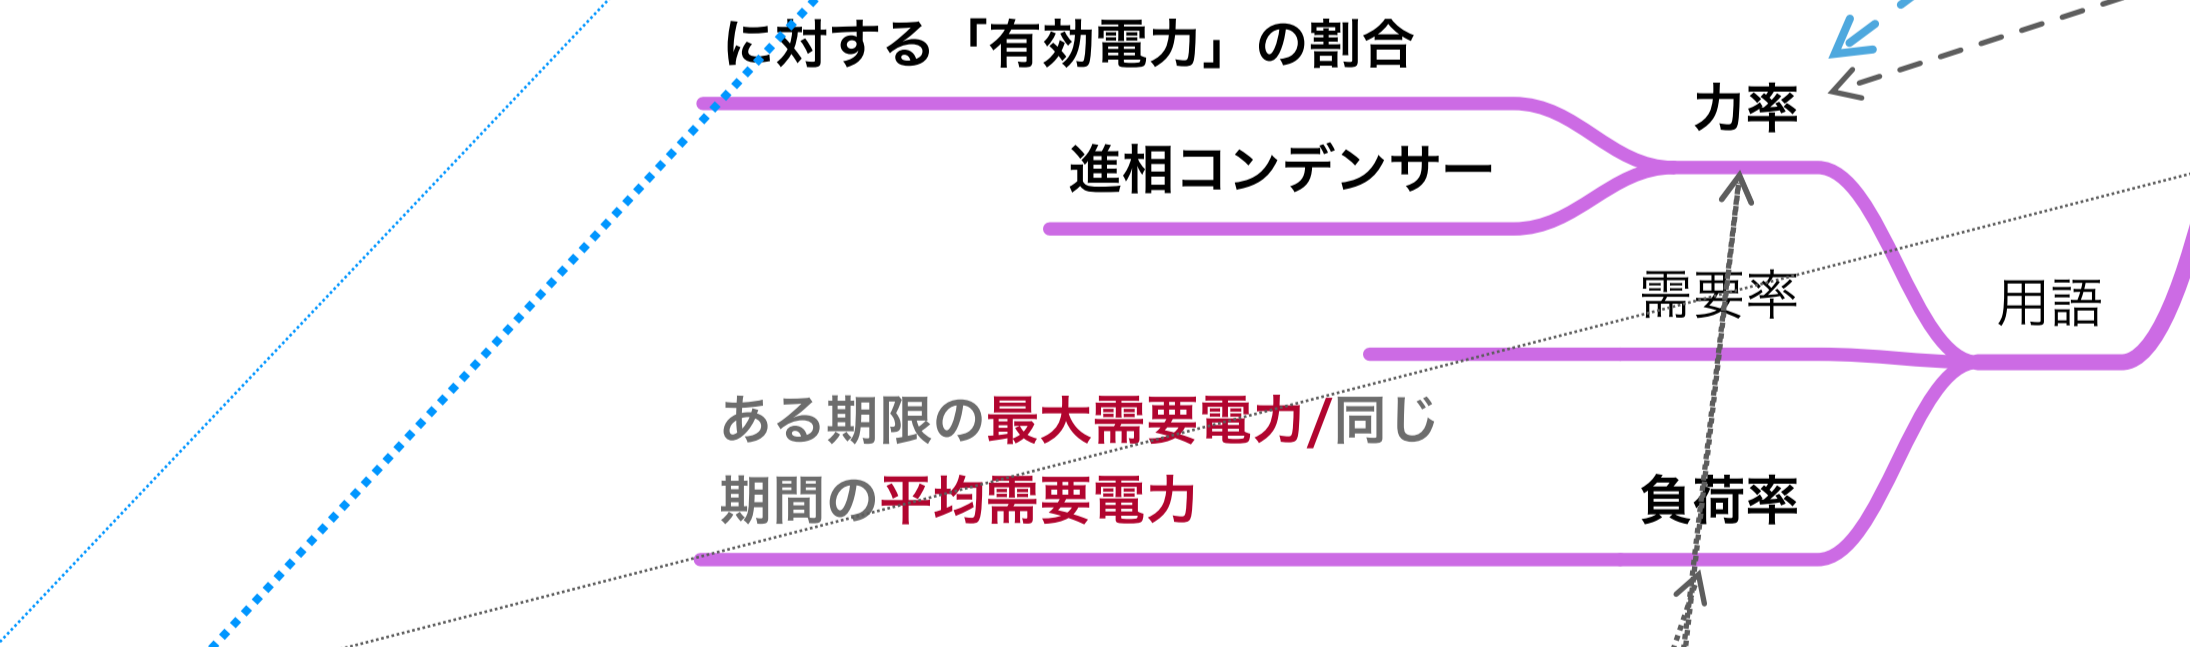 に対する「有効電力」の割合
力率
進相コンデンサー
需要率
用語
ある期限の最大需要電力/同じ
期間の平均需要電力
負荷率